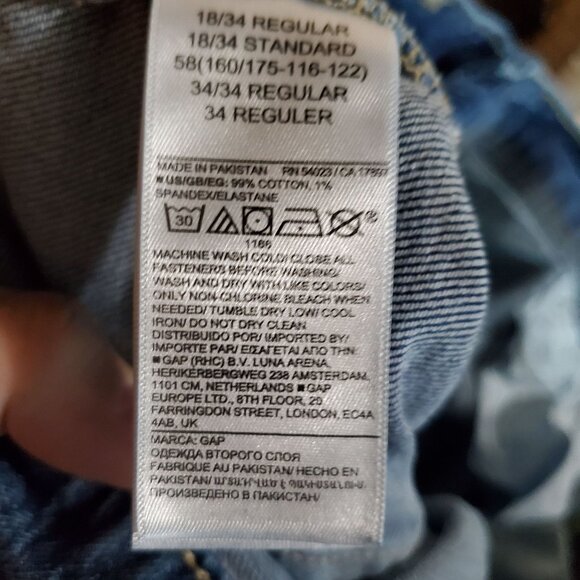 18/34 REGULAR
18/34 STANDARD
58(160/175-116-122)
34/34 REGULAR
34 REGULER
MADE IN PAKISTAN RN 54023 / CA 17897
■ US/GB/EG: 99% COTTON, 1%
SPANDEX/ELASTANE
30
1166
MACHINE WASH COLD/ CLOSE ALL
FASTENERS BEFORE WASHING/
WASH AND DRY WITH LIKE COLORS/
ONLY NON-CHLORINE BLEACH WHEN
NEEDED/ TUMBLE DRY LOW/ COOL
IRON/ DO NOT DRY CLEAN
DISTRIBUIDO POR/ IMPORTED BY/
IMPORTE PAR/ ΕΙΣΑΓΕΤΑΙ ΑΠΟ ΤΗΝ:
■ GAP (RHC) B.V. LUNA ARENA,
HERIKERBERGWEG 238 AMSTERDAM,
1101 CM, NETHERLANDS ■ GAP
EUROPE LTD., 8TH FLOOR, 20
FARRINGDON STREET, LONDON, EC4A
4AB, UK
MARCA: GAP
ОДЕЖДА ВТОРОГО СЛОЯ
FABRIQUE AU PAKISTAN/ HECHO EN
PAKISTAN/
ПРОИЗВЕДЕНО В ПАКИСТАН/